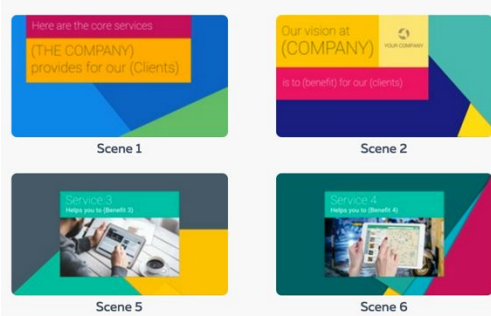 Here are the core services
(THE COMPANY)
provides for our (Clients)
Scene 1
Our vision at
(COMPANY)
YOUR COMPANY
is to (benefit) for our (clients)
Scene 2
Service 3
Helps you to (Benefit 3)
Scene 5
Service 4
Helps you to (Benefit 4)
Scene 6